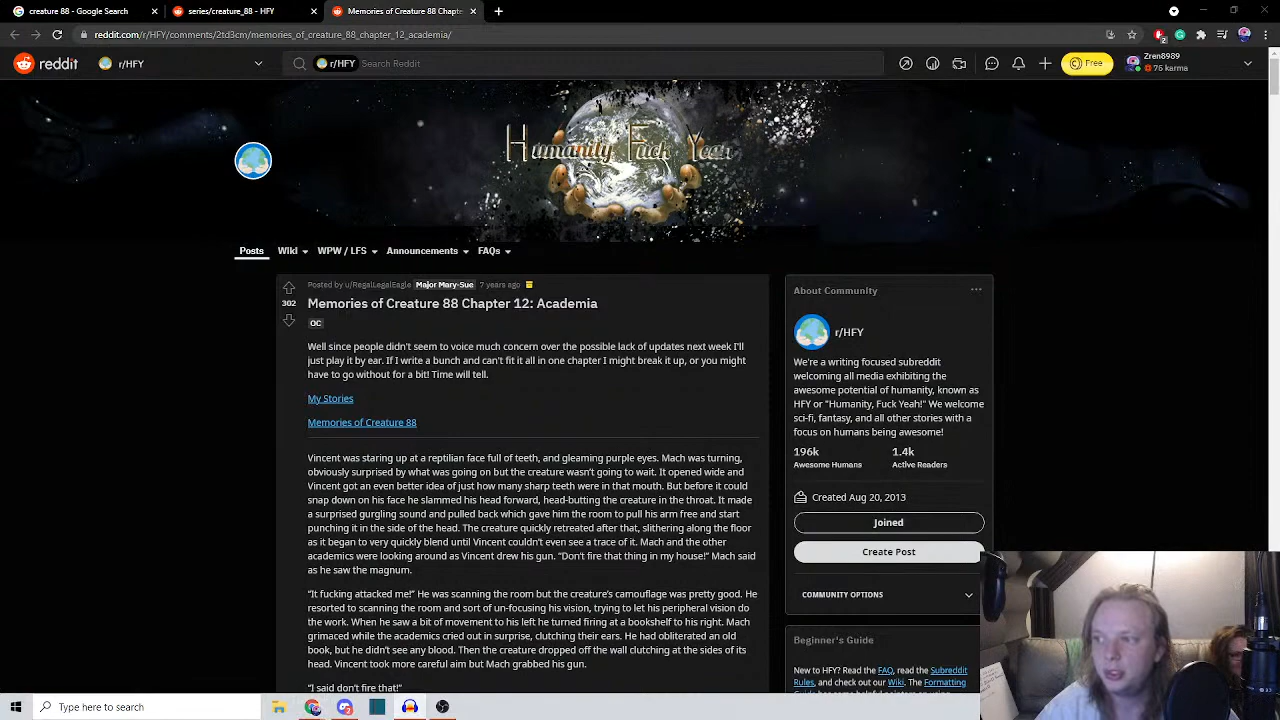 creature 88 - Google Search
series/creature_88 - HFY
Memories of Creature 88 Chapte
reddit.com/r/HFY/comments/2td3cm/memories_of_creature_88_chapter_12_academia/
reddit
r/HFY
r/HFY
Search Reddit
Free
Zren8989
75 karma
Humanity Fuck Yeah
Posts
Wiki
WPW / LFS
Announcements
FAQs
Posted by u/RegalLegalEagle Major Mary-Sue 7 years ago
302
Memories of Creature 88 Chapter 12: Academia
OC
Well since people didn't seem to voice much concern over the possible lack of updates next week I'll
just play it by ear. If I write a bunch and can't fit it all in one chapter I might break it up, or you might
have to go without for a bit! Time will tell.
My Stories
Memories of Creature 88
Vincent was staring up at a reptilian face full of teeth, and gleaming purple eyes. Mach was turning,
obviously surprised by what was going on but the creature wasn't going to wait. It opened wide and
Vincent got an even better idea of just how many sharp teeth were in that mouth. But before it could
snap down on his face he slammed his head forward, head-butting the creature in the throat. It made
a surprised gurgling sound and pulled back which gave him the room to pull his arm free and start
punching it in the side of the head. The creature quickly retreated after that, slithering along the floor
as it began to very quickly blend until Vincent couldn't even see a trace of it. Mach and the other
academics were looking around as Vincent drew his gun. "Don't fire that thing in my house!" Mach said
as he saw the magnum.
"It fucking attacked me!" He was scanning the room but the creature's camouflage was pretty good. He
resorted to scanning the room and sort of un-focusing his vision, trying to let his peripheral vision do
the work. When he saw a bit of movement to his left he turned firing at a bookshelf to his right. Mach
grimaced while the academics cried out in surprise, clutching their ears. He had obliterated an old
book, but he didn't see any blood. Then the creature dropped off the wall clutching at the sides of its
head. Vincent took more careful aim but Mach grabbed his gun.
"I said don't fire that!"
About Community
r/HFY
We're a writing focused subreddit
welcoming all media exhibiting the
awesome potential of humanity, known as
HFY or "Humanity, Fuck Yeah!" We welcome
sci-fi, fantasy, and all other stories with a
focus on humans being awesome!
196k
Awesome Humans
1.4k
Active Readers
Created Aug 20, 2013
Joined
Create Post
COMMUNITY OPTIONS
Beginner's Guide
New to HFY? Read the FAQ, read the Subreddit
Rules, and check out our Wiki. The Formatting
Type here to search